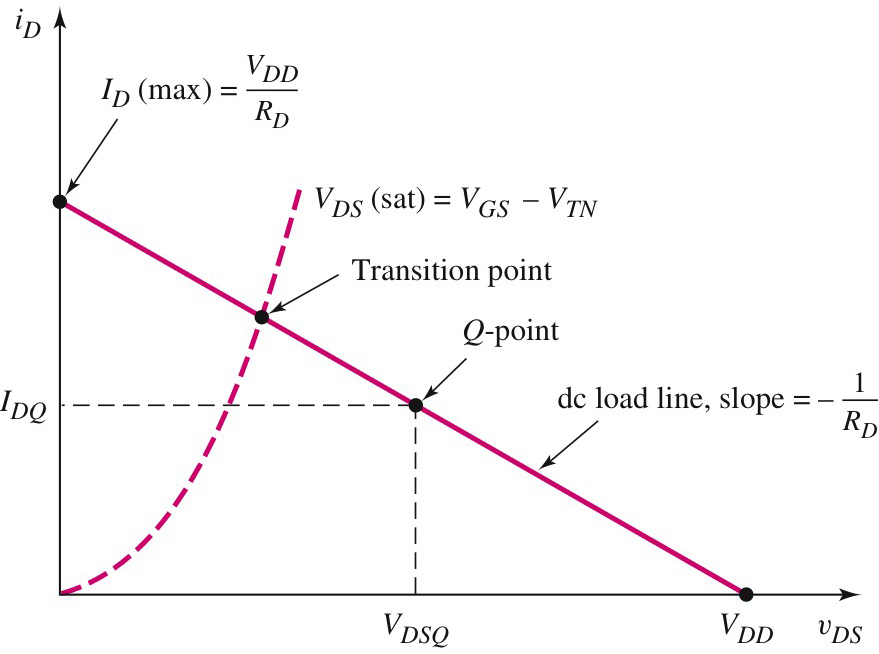 i_D
I_D (max) = V_DD / R_D
V_DS (sat) = V_GS − V_TN
Transition point
Q-point
I_DQ
dc load line, slope = − 1 / R_D
V_DSQ
V_DD
υ_DS